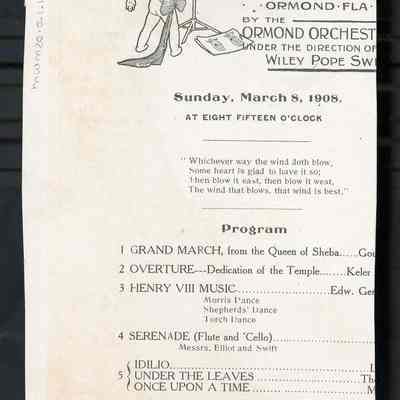 ORMOND FLA
BY THE
ORMOND ORCHEST
UNDER THE DIRECTION OF
WILEY POPE SWI
Sunday, March 8, 1908.
AT EIGHT FIFTEEN O'CLOCK
"Whichever way the wind doth blow,
Some heart is glad to have it so;
Then blow it east, then blow it west,
The wind that blows, that wind is best."
Program
1 GRAND MARCH, from the Queen of Sheba.....Gou
2 OVERTURE---Dedication of the Temple......Keler
3 HENRY VIII MUSIC.....................Edw. Ger
Morris Dance
Shepherds' Dance
Torch Dance
4 SERENADE (Flute and 'Cello)
Messrs. Elliot and Swift
5 IDILIO
UNDER THE LEAVES.....................Th
ONCE UPON A TIME.....................M